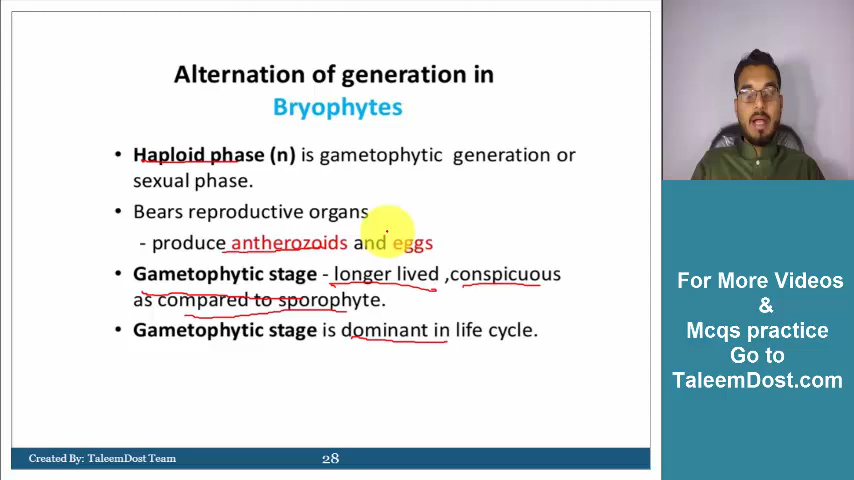 Alternation of generation in
Bryophytes
• Haploid phase (n) is gametophytic generation or
sexual phase.
• Bears reproductive organs
- produce antherozoids and eggs
• Gametophytic stage - longer lived ,conspicuous
as compared to sporophyte.
• Gametophytic stage is dominant in life cycle.
Created By: TaleemDost Team
28
For More Videos
&
Mcqs practice
Go to
TaleemDost.com